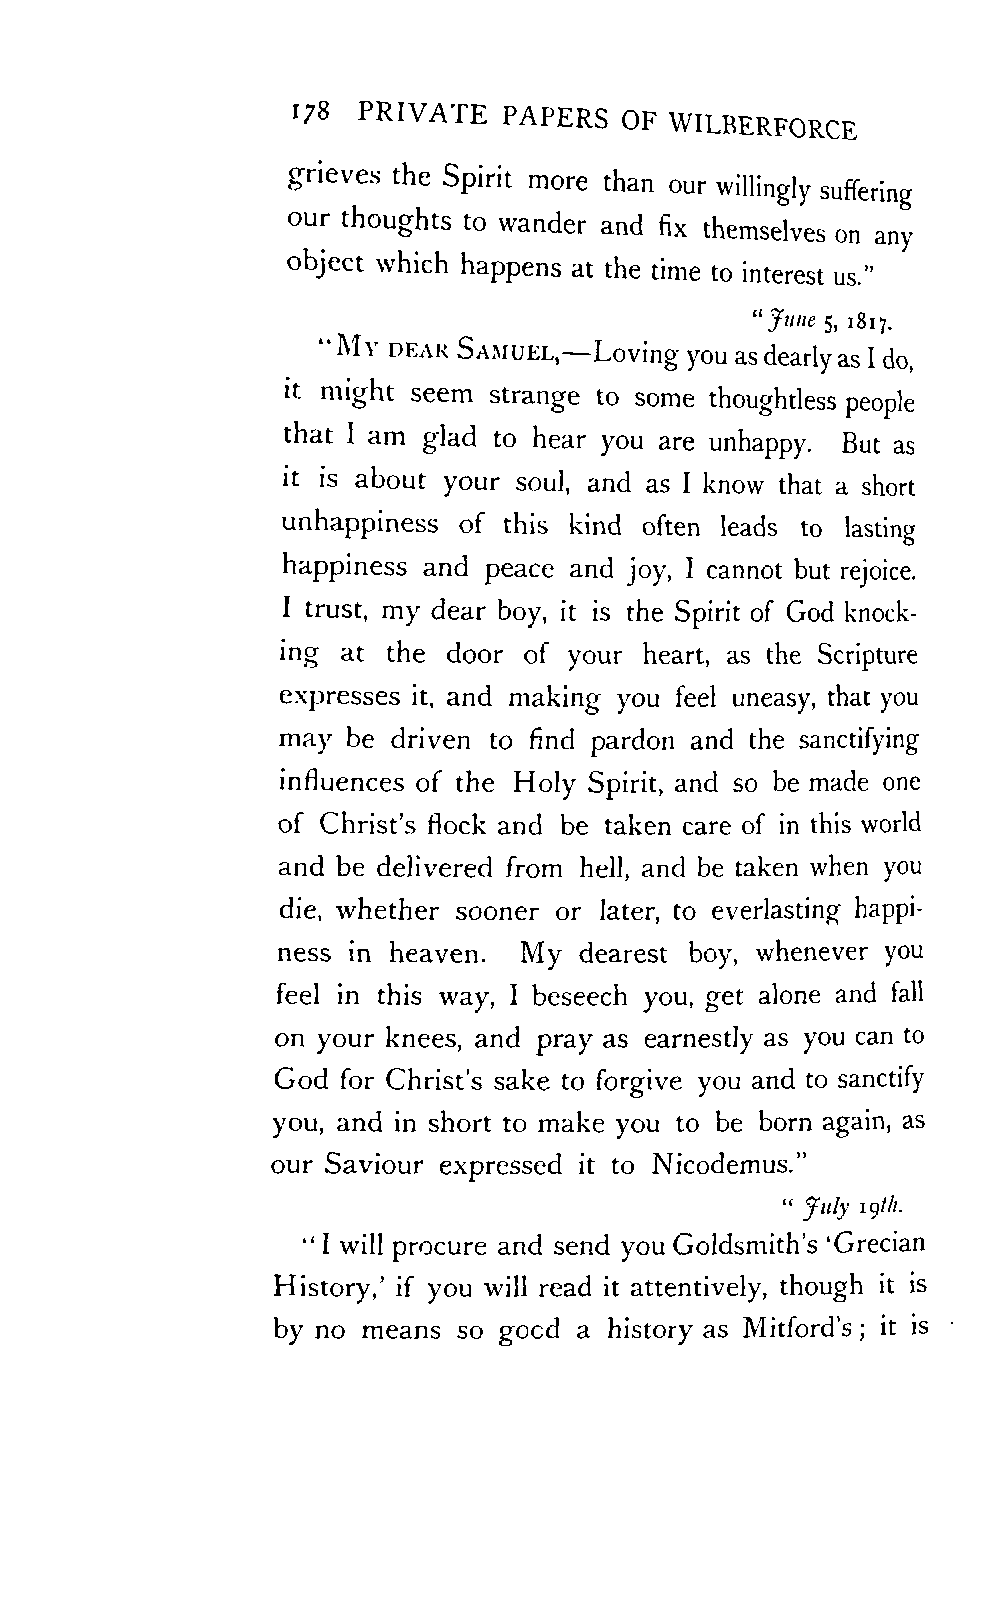 178 PRIVATE PAPERS OF WILBERFORCE
grieves the Spirit more than our willingly suffering
our thoughts to wander and fix themselves on any
object which happens at the time to interest us."
"June 5, 1817.
"MY DEAR SAMUEL,—Loving you as dearly as I do,
it might seem strange to some thoughtless people
that I am glad to hear you are unhappy. But as
it is about your soul, and as I know that a short
unhappiness of this kind often leads to lasting
happiness and peace and joy, I cannot but rejoice.
I trust, my dear boy, it is the Spirit of God knock-
ing at the door of your heart, as the Scripture
expresses it, and making you feel uneasy, that you
may be driven to find pardon and the sanctifying
influences of the Holy Spirit, and so be made one
of Christ's flock and be taken care of in this world
and be delivered from hell, and be taken when you
die, whether sooner or later, to everlasting happi-
ness in heaven. My dearest boy, whenever you
feel in this way, I beseech you, get alone and fall
on your knees, and pray as earnestly as you can to
God for Christ's sake to forgive you and to sanctify
you, and in short to make you to be born again, as
our Saviour expressed it to Nicodemus."
"July 19th.
"I will procure and send you Goldsmith's 'Grecian
History,' if you will read it attentively, though it is
by no means so good a history as Mitford's; it is